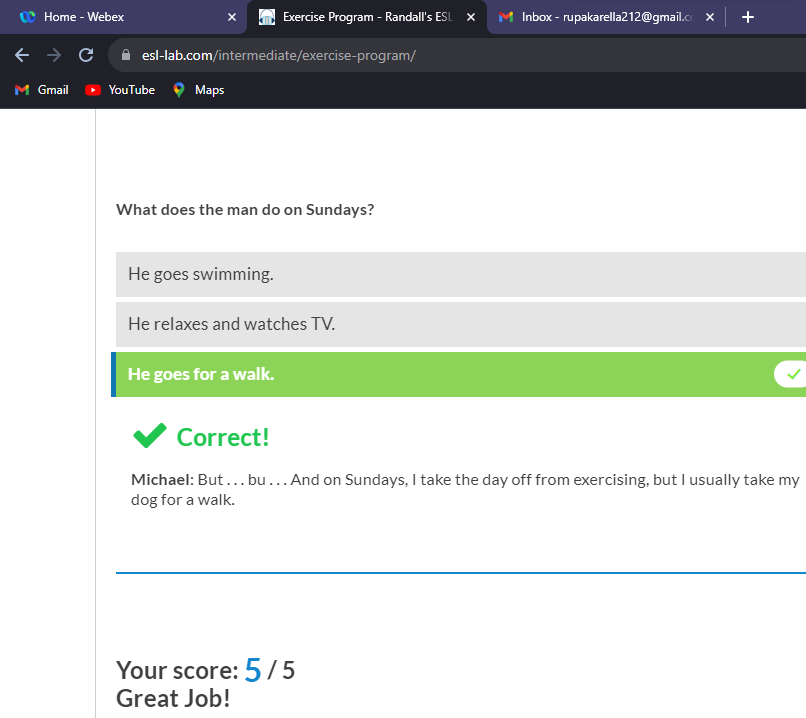 Home - Webex
Exercise Program - Randall's ESL
Inbox - rupakarella212@gmail.c
esl-lab.com/intermediate/exercise-program/
Gmail YouTube Maps
What does the man do on Sundays?
He goes swimming.
He relaxes and watches TV.
He goes for a walk.
Correct!
Michael: But . . . bu . . . And on Sundays, I take the day off from exercising, but I usually take my
dog for a walk.
Your score: 5 / 5
Great Job!